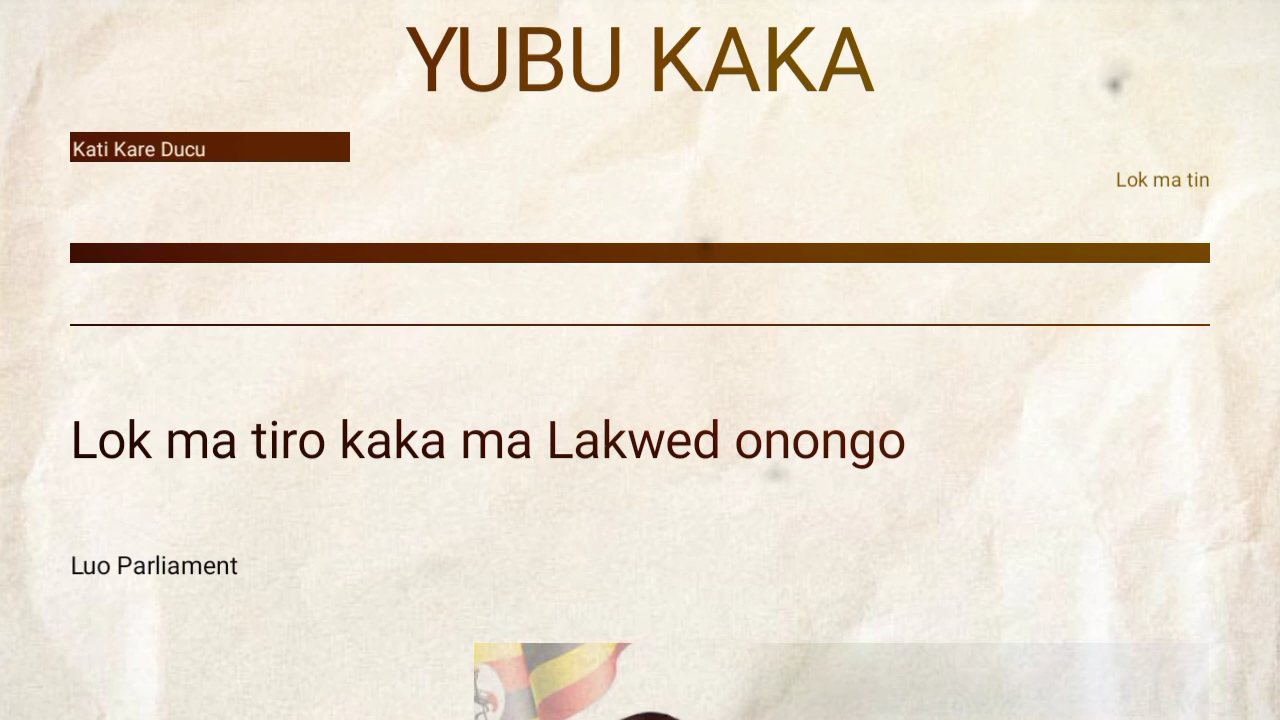 YUBU KAKA
Kati Kare Ducu
Lok ma tin
Lok ma tiro kaka ma Lakwed onongo
Luo Parliament